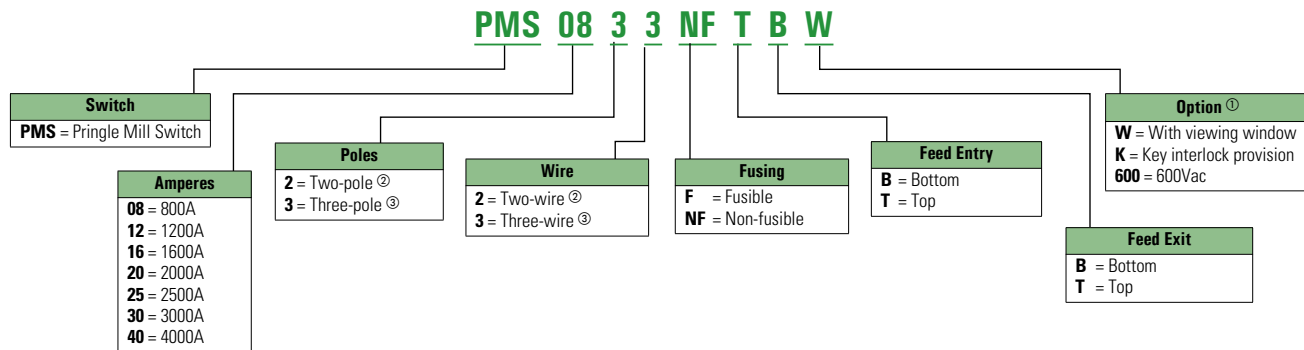 PMS 08 3 3 NF T B W
Switch
PMS = Pringle Mill Switch
Amperes
08 = 800A
12 = 1200A
16 = 1600A
20 = 2000A
25 = 2500A
30 = 3000A
40 = 4000A
Poles
2 = Two-pole ②
3 = Three-pole ③
Wire
2 = Two-wire ②
3 = Three-wire ③
Fusing
F = Fusible
NF = Non-fusible
Feed Entry
B = Bottom
T = Top
Option ①
W = With viewing window
K = Key interlock provision
600 = 600Vac
Feed Exit
B = Bottom
T = Top